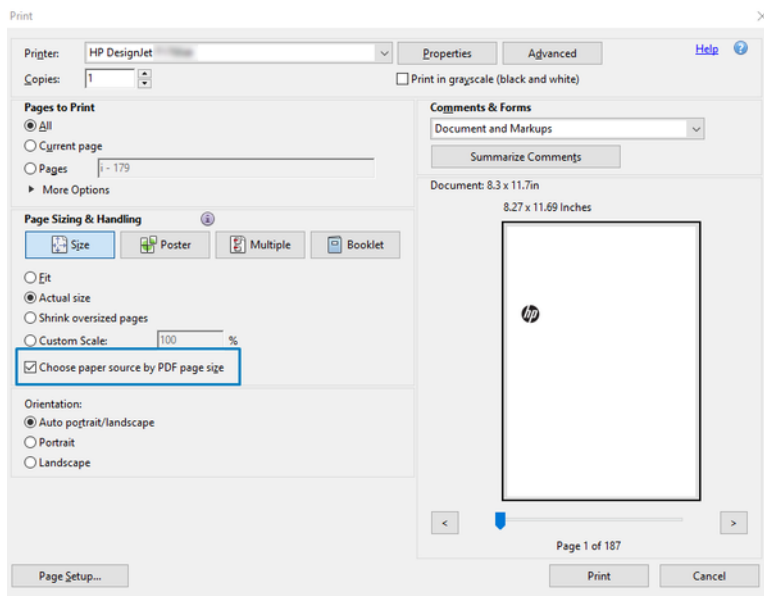 Print
Printer: HP DesignJet
Properties
Advanced
Help
Copies: 1
Print in grayscale (black and white)
Pages to Print
All
Current page
Pages i - 179
More Options
Comments & Forms
Document and Markups
Summarize Comments
Document: 8.3 x 11.7in
8.27 x 11.69 Inches
Page Sizing & Handling
Size
Poster
Multiple
Booklet
Fit
Actual size
Shrink oversized pages
Custom Scale: 100 %
Choose paper source by PDF page size
Orientation:
Auto portrait/landscape
Portrait
Landscape
hp
<
>
Page 1 of 187
Page Setup...
Print
Cancel